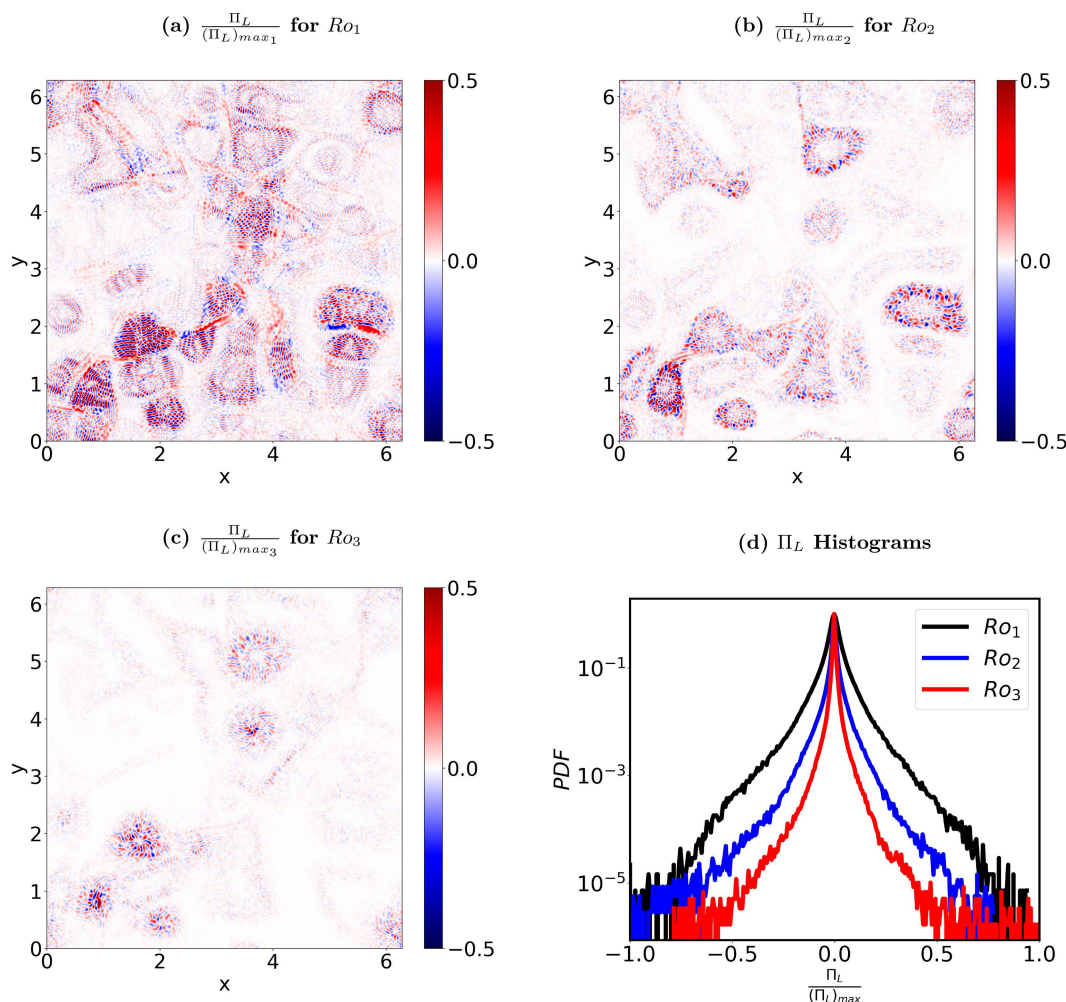 (a) Π_L/(Π_L)_{max_1} for Ro_1
(b) Π_L/(Π_L)_{max_2} for Ro_2
6
5
4
3
2
1
0
y
0 2 4 6
x
0.5
0.0
−0.5
6
5
4
3
2
1
0
y
0 2 4 6
x
0.5
0.0
−0.5
(c) Π_L/(Π_L)_{max_3} for Ro_3
(d) Π_L Histograms
6
5
4
3
2
1
0
y
0 2 4 6
x
0.5
0.0
−0.5
PDF
10^{−1}
10^{−3}
10^{−5}
Ro_1
Ro_2
Ro_3
−1.0 −0.5 0.0 0.5 1.0
Π_L/(Π_L)_{max}